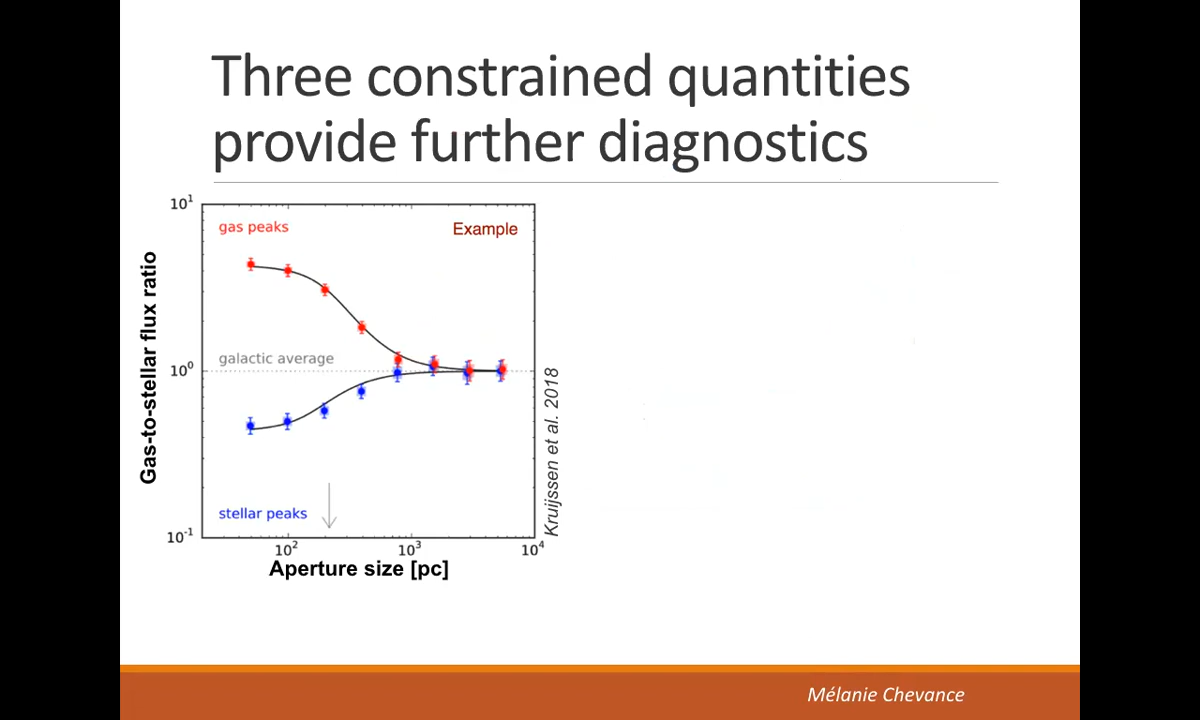 Three constrained quantities
provide further diagnostics
10¹
gas peaks
Example
Gas-to-stellar flux ratio
galactic average
10⁰
Kruijssen et al. 2018
stellar peaks
10⁻¹
10²
10³
10⁴
Aperture size [pc]
Mélanie Chevance